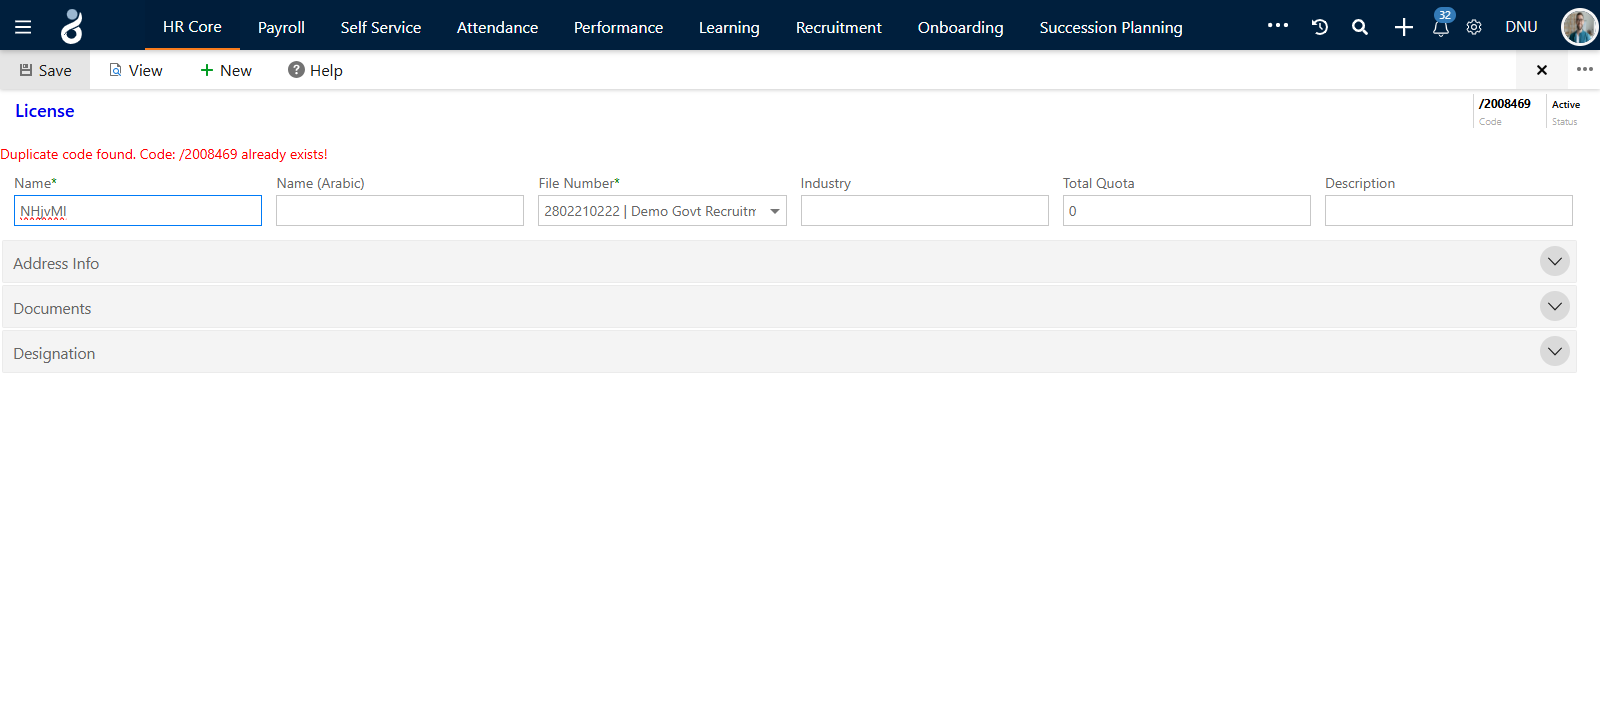 HR Core Payroll Self Service Attendance Performance Learning Recruitment Onboarding Succession Planning 32 DNU
Save View New Help
License
/2008469 Active
Code Status
Duplicate code found. Code: /2008469 already exists!
Name* Name (Arabic) File Number* Industry Total Quota Description
NHjvMI 2802210222 | Demo Govt Recruitm 0
Address Info
Documents
Designation